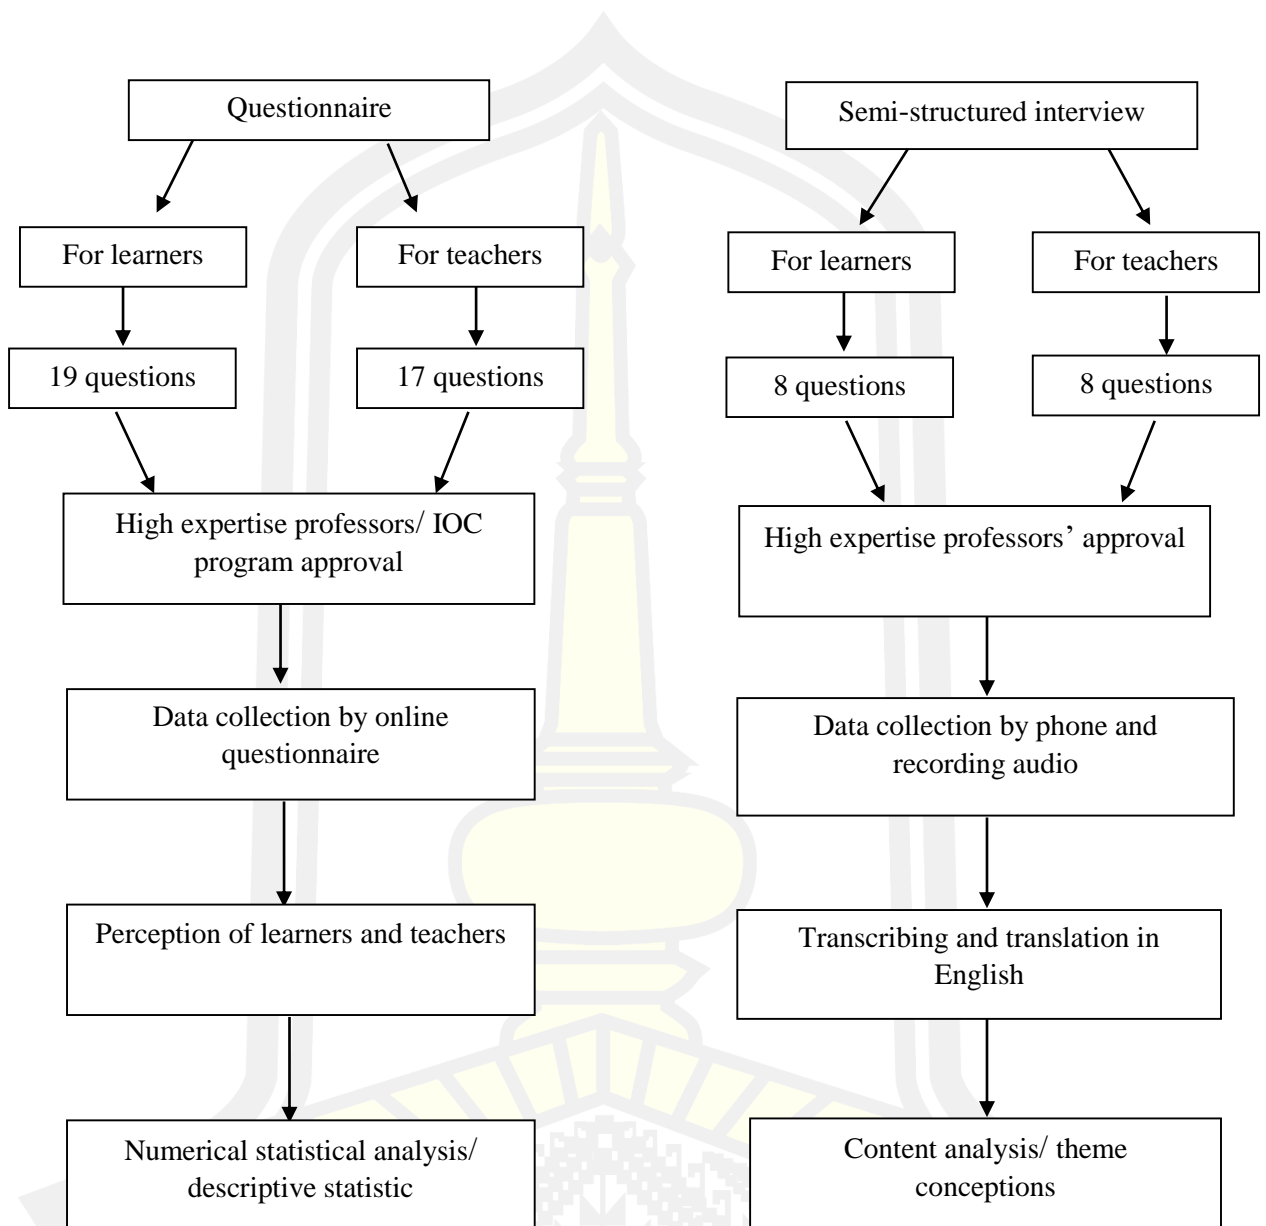 Questionnaire
For learners
For teachers
19 questions
17 questions
High expertise professors/ IOC
program approval
Data collection by online
questionnaire
Perception of learners and teachers
Numerical statistical analysis/
descriptive statistic
Semi-structured interview
For learners
For teachers
8 questions
8 questions
High expertise professors’ approval
Data collection by phone and
recording audio
Transcribing and translation in
English
Content analysis/ theme
conceptions